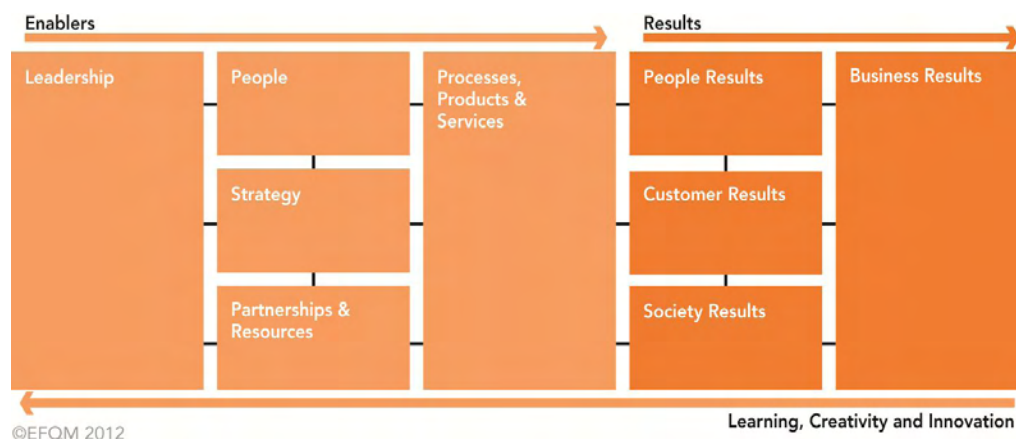 Enablers
Results
Leadership
People
Processes,
Products &
Services
People Results
Business Results
Strategy
Customer Results
Partnerships &
Resources
Society Results
Learning, Creativity and Innovation
©EFQM 2012